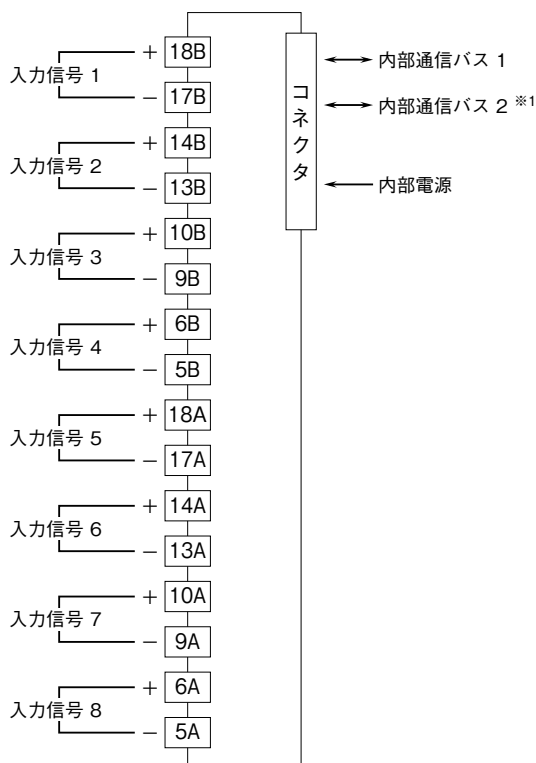 入力信号 1
+ 18B
− 17B
入力信号 2
+ 14B
− 13B
入力信号 3
+ 10B
− 9B
入力信号 4
+ 6B
− 5B
入力信号 5
+ 18A
− 17A
入力信号 6
+ 14A
− 13A
入力信号 7
+ 10A
− 9A
入力信号 8
+ 6A
− 5A
コネクタ
内部通信バス 1
内部通信バス 2 ※1
内部電源